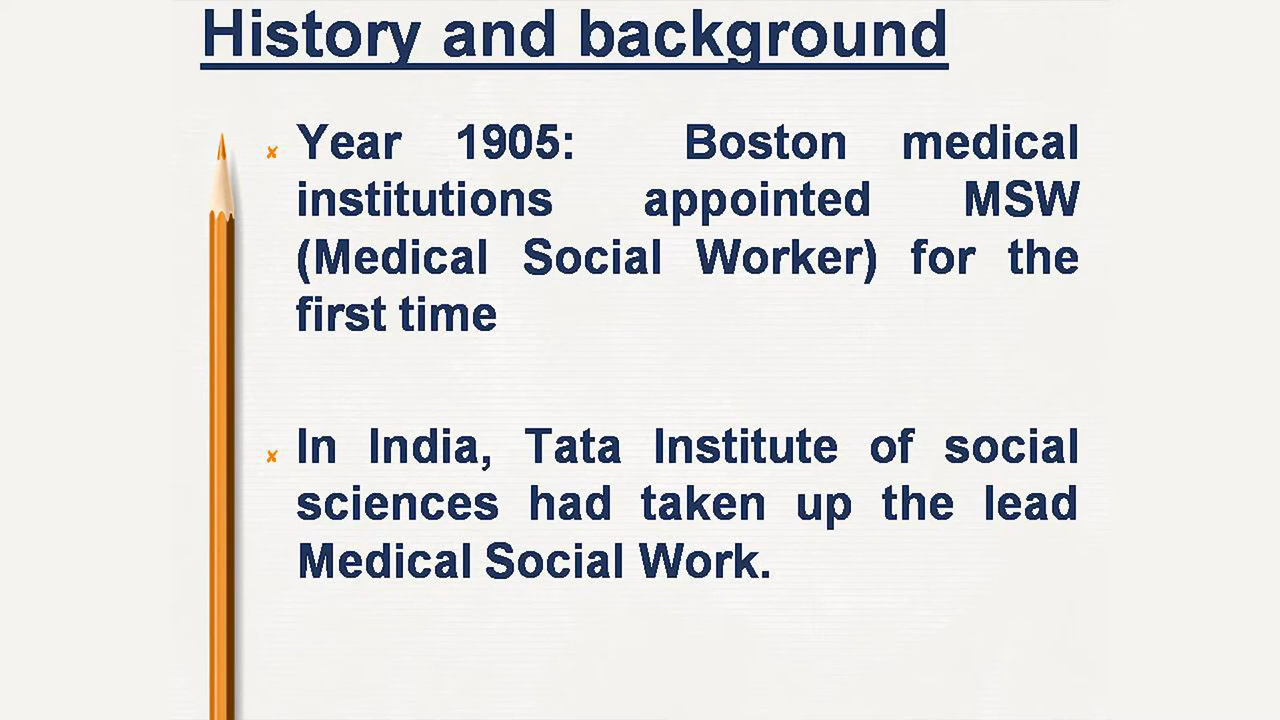 History and background
Year 1905: Boston medical
institutions appointed MSW
(Medical Social Worker) for the
first time
In India, Tata Institute of social
sciences had taken up the lead
Medical Social Work.